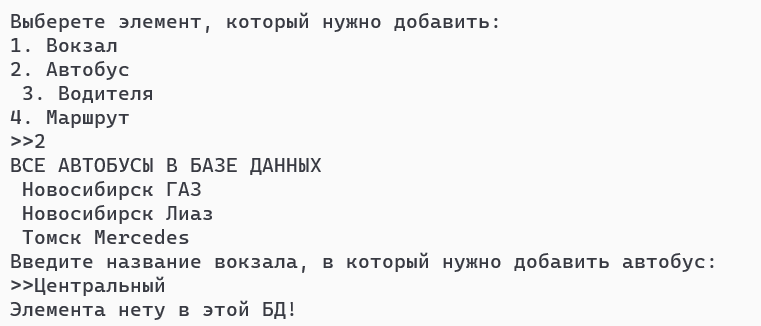 Выберете элемент, который нужно добавить:
1. Вокзал
2. Автобус
3. Водителя
4. Маршрут
>>2
ВСЕ АВТОБУСЫ В БАЗЕ ДАННЫХ
Новосибирск ГАЗ
Новосибирск Лиаз
Томск Mercedes
Введите название вокзала, в который нужно добавить автобус:
>>Центральный
Элемента нету в этой БД!